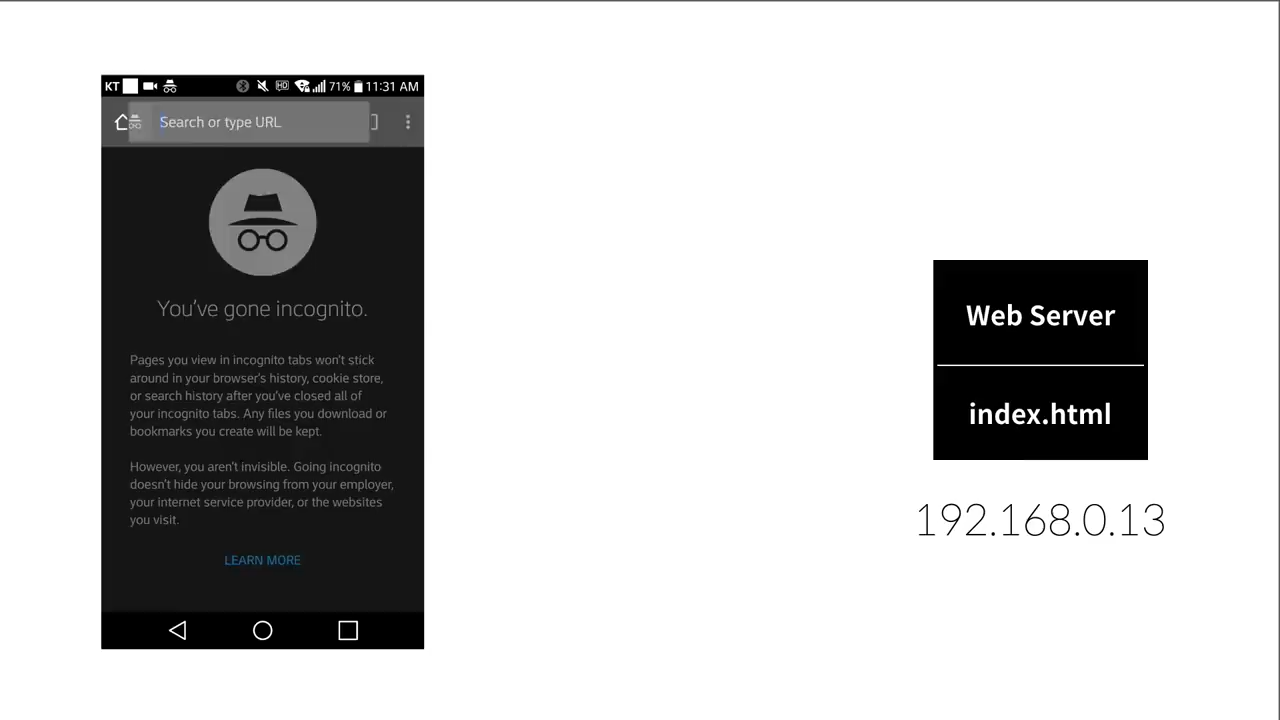 KT 71% 11:31 AM
Search or type URL
You've gone incognito.
Pages you view in incognito tabs won't stick
around in your browser's history, cookie store,
or search history after you've closed all of
your incognito tabs. Any files you download or
bookmarks you create will be kept.
However, you aren't invisible. Going incognito
doesn't hide your browsing from your employer,
your internet service provider, or the websites
you visit.
LEARN MORE
Web Server
index.html
192.168.0.13